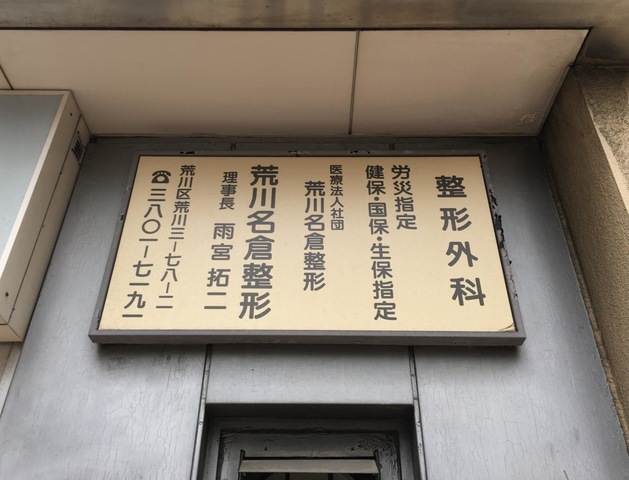 整形外科
労災指定
健保・国保・生保指定
医療法人社団
荒川名倉整形
荒川名倉整形
理事長 雨宮拓二
荒川区荒川三ー七八ー二
☎三八〇一ー七一九一